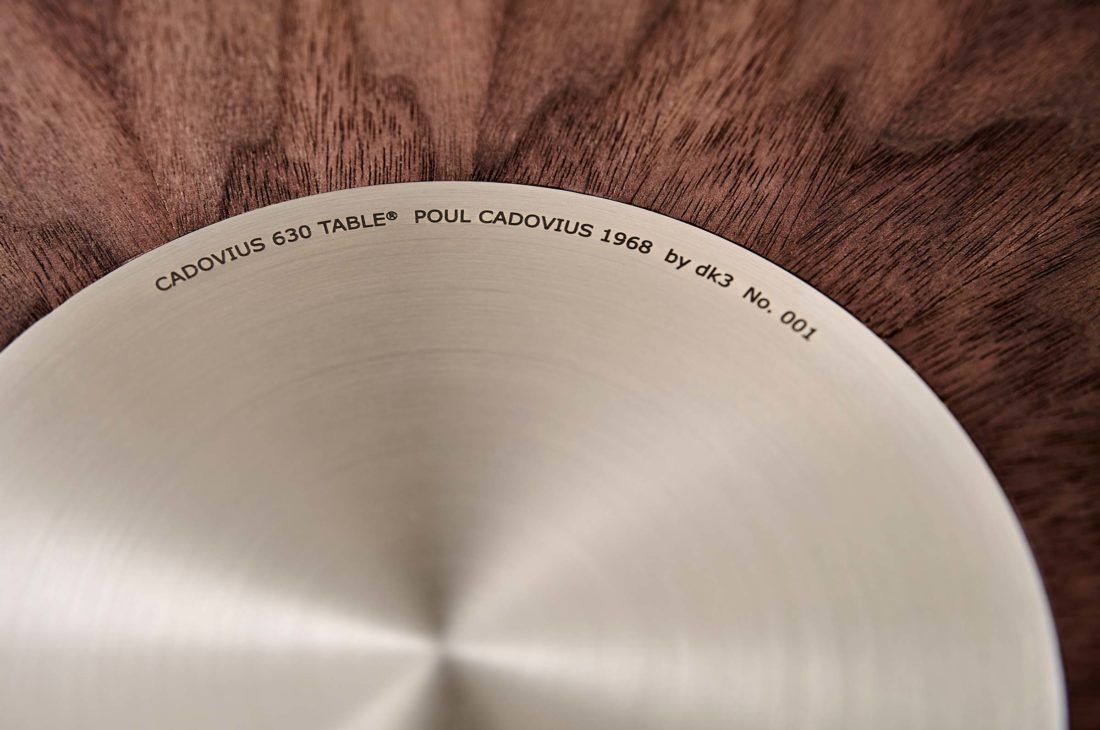 CADOVIUS 630 TABLE® POUL CADOVIUS 1968 by dk3 No. 001